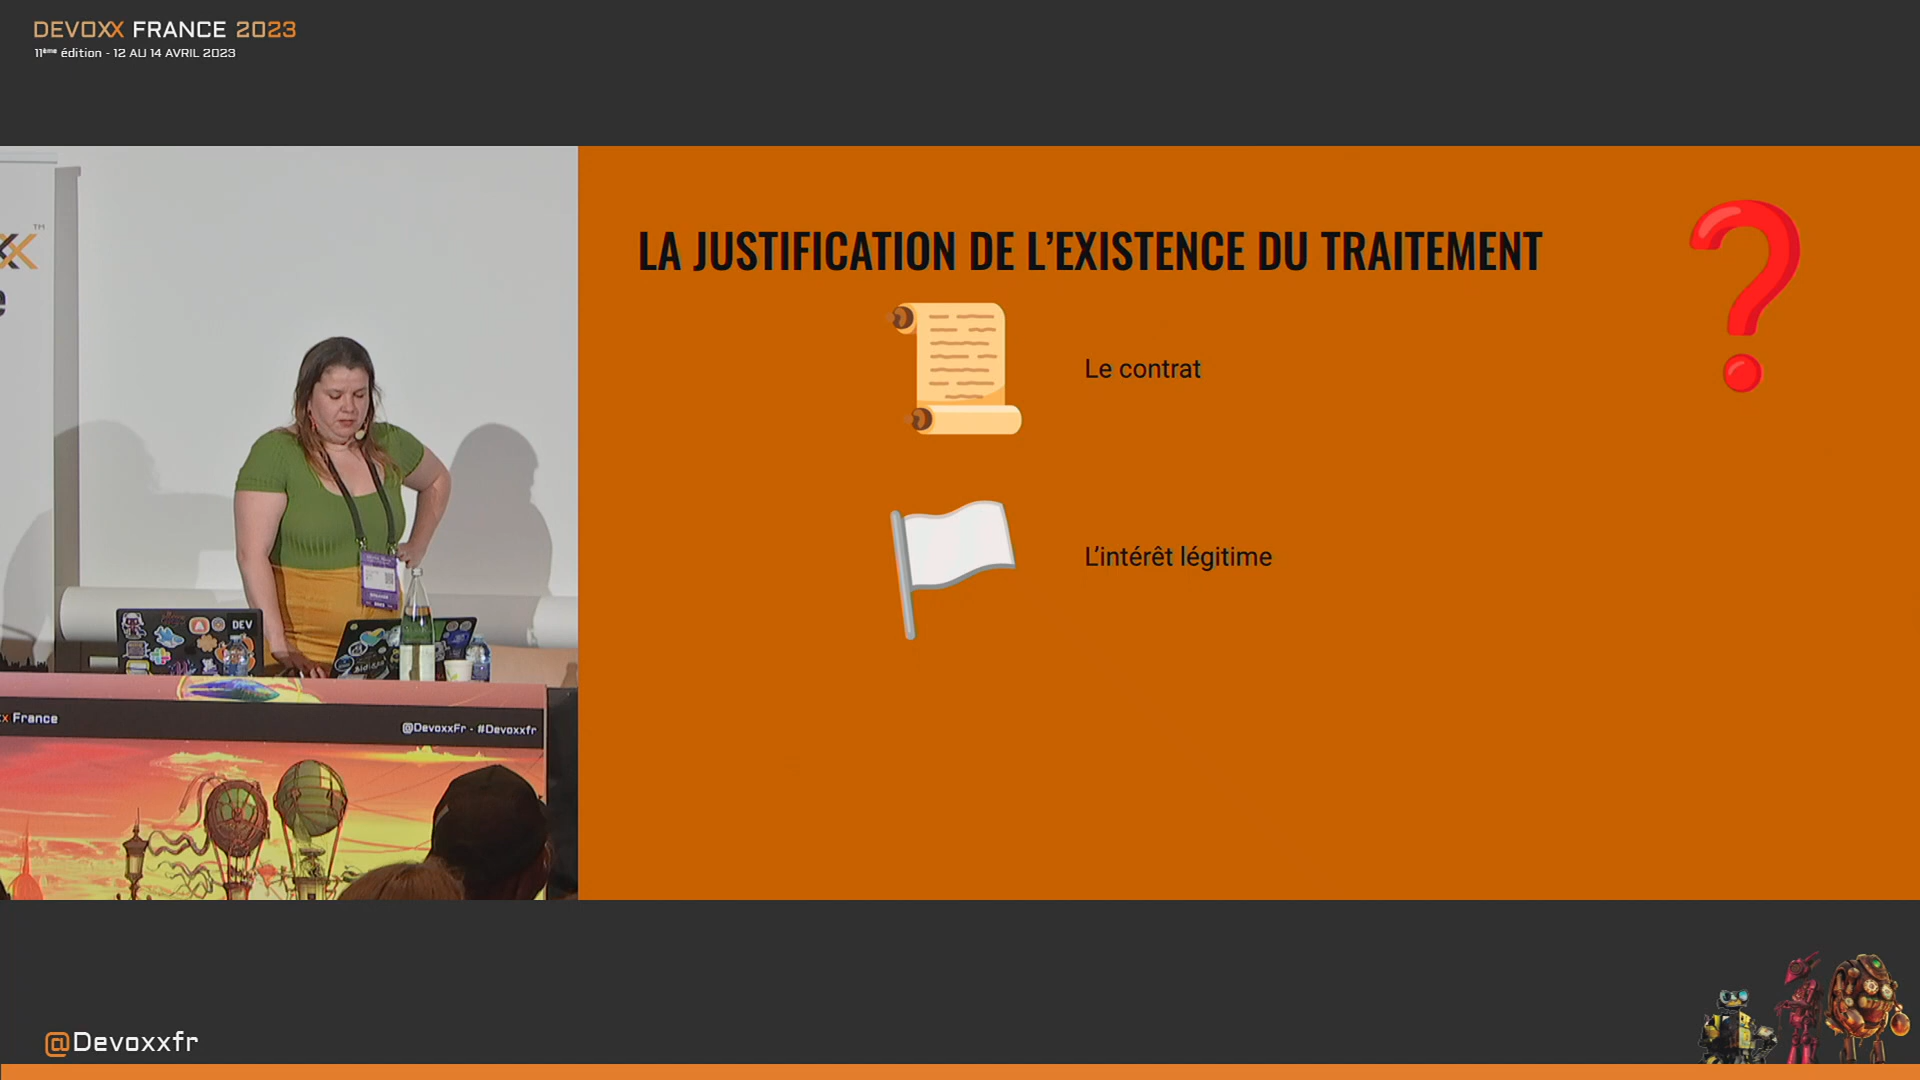 DEVOXX FRANCE 2023
11ème édition - 12 AU 14 AVRIL 2023
LA JUSTIFICATION DE L'EXISTENCE DU TRAITEMENT
Le contrat
L'intérêt légitime
TM
DEV
x France
@DevoxxFr - #Devoxxfr
@Devoxxfr